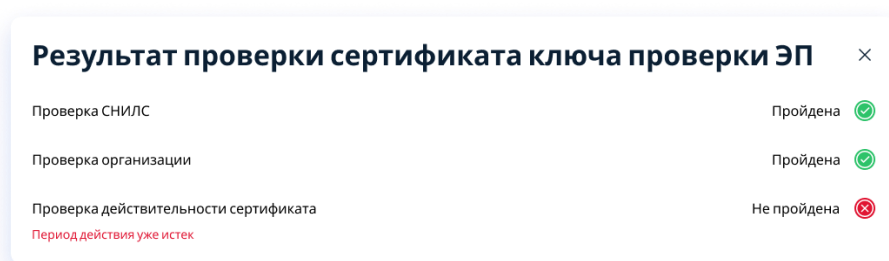 Результат проверки сертификата ключа проверки ЭП
Проверка СНИЛС Пройдена
Проверка организации Пройдена
Проверка действительности сертификата Не пройдена
Период действия уже истек